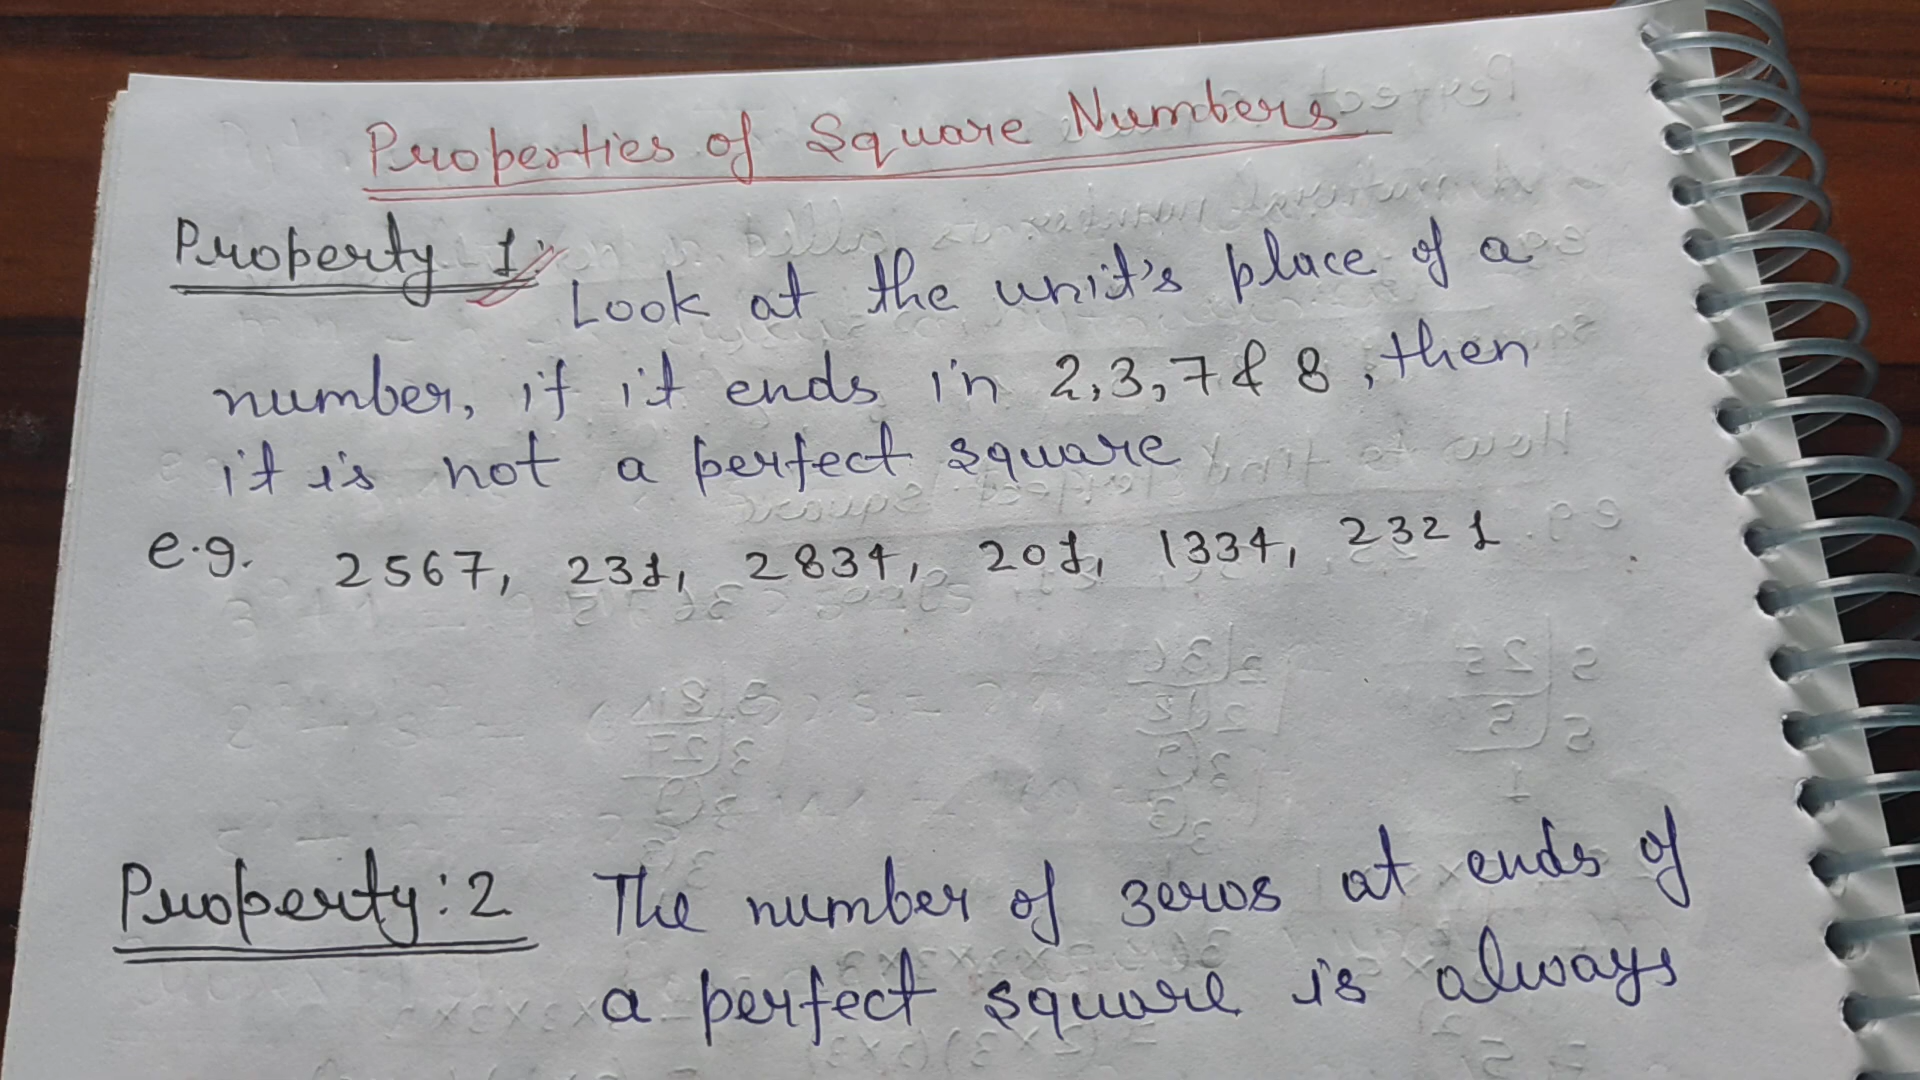 Properties of Square Numbers
Property 1:
Look at the unit's place of a
number, if it ends in 2,3,7 & 8, then
it is not a perfect square
e.g. 2567, 231, 2834, 201, 1334, 2321
Property:2 The number of zeros at ends of
a perfect square is always